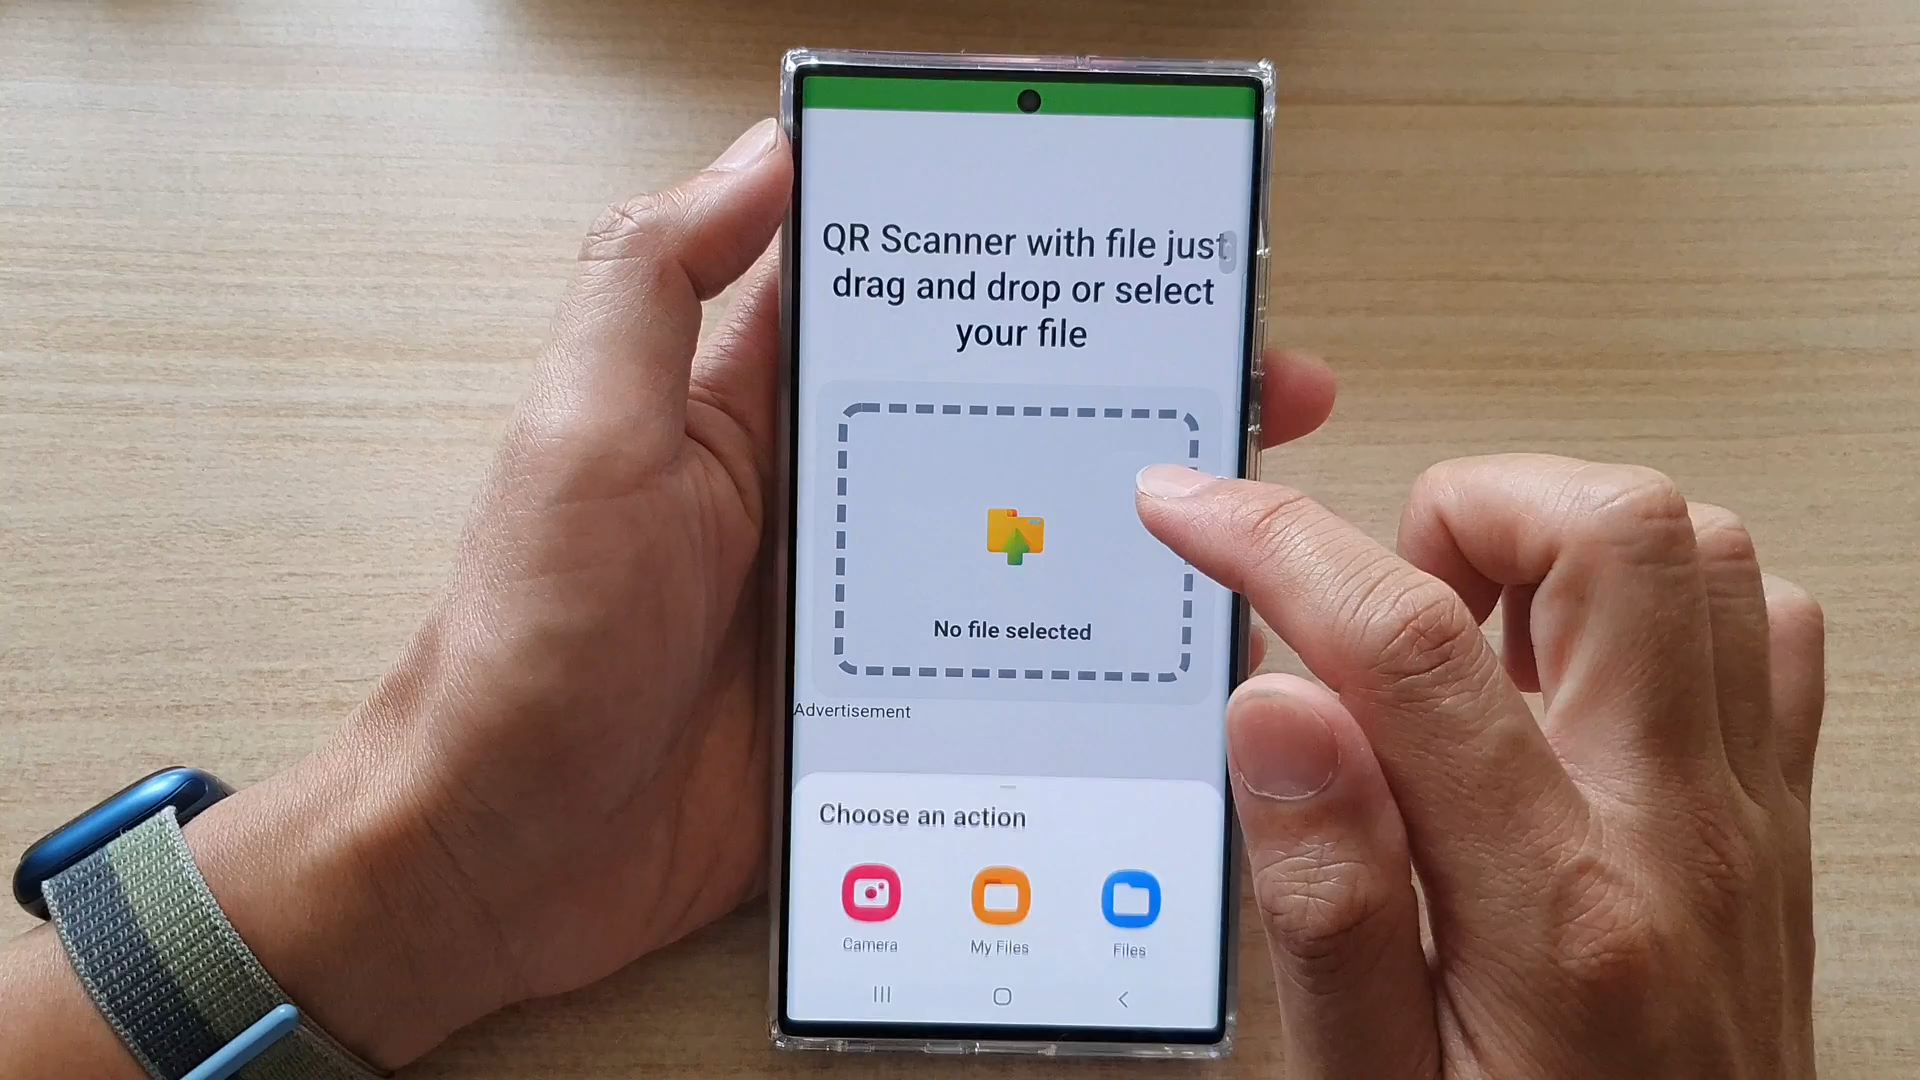 QR Scanner with file just
drag and drop or select
your file
No file selected
Advertisement
Choose an action
Camera
My Files
Files